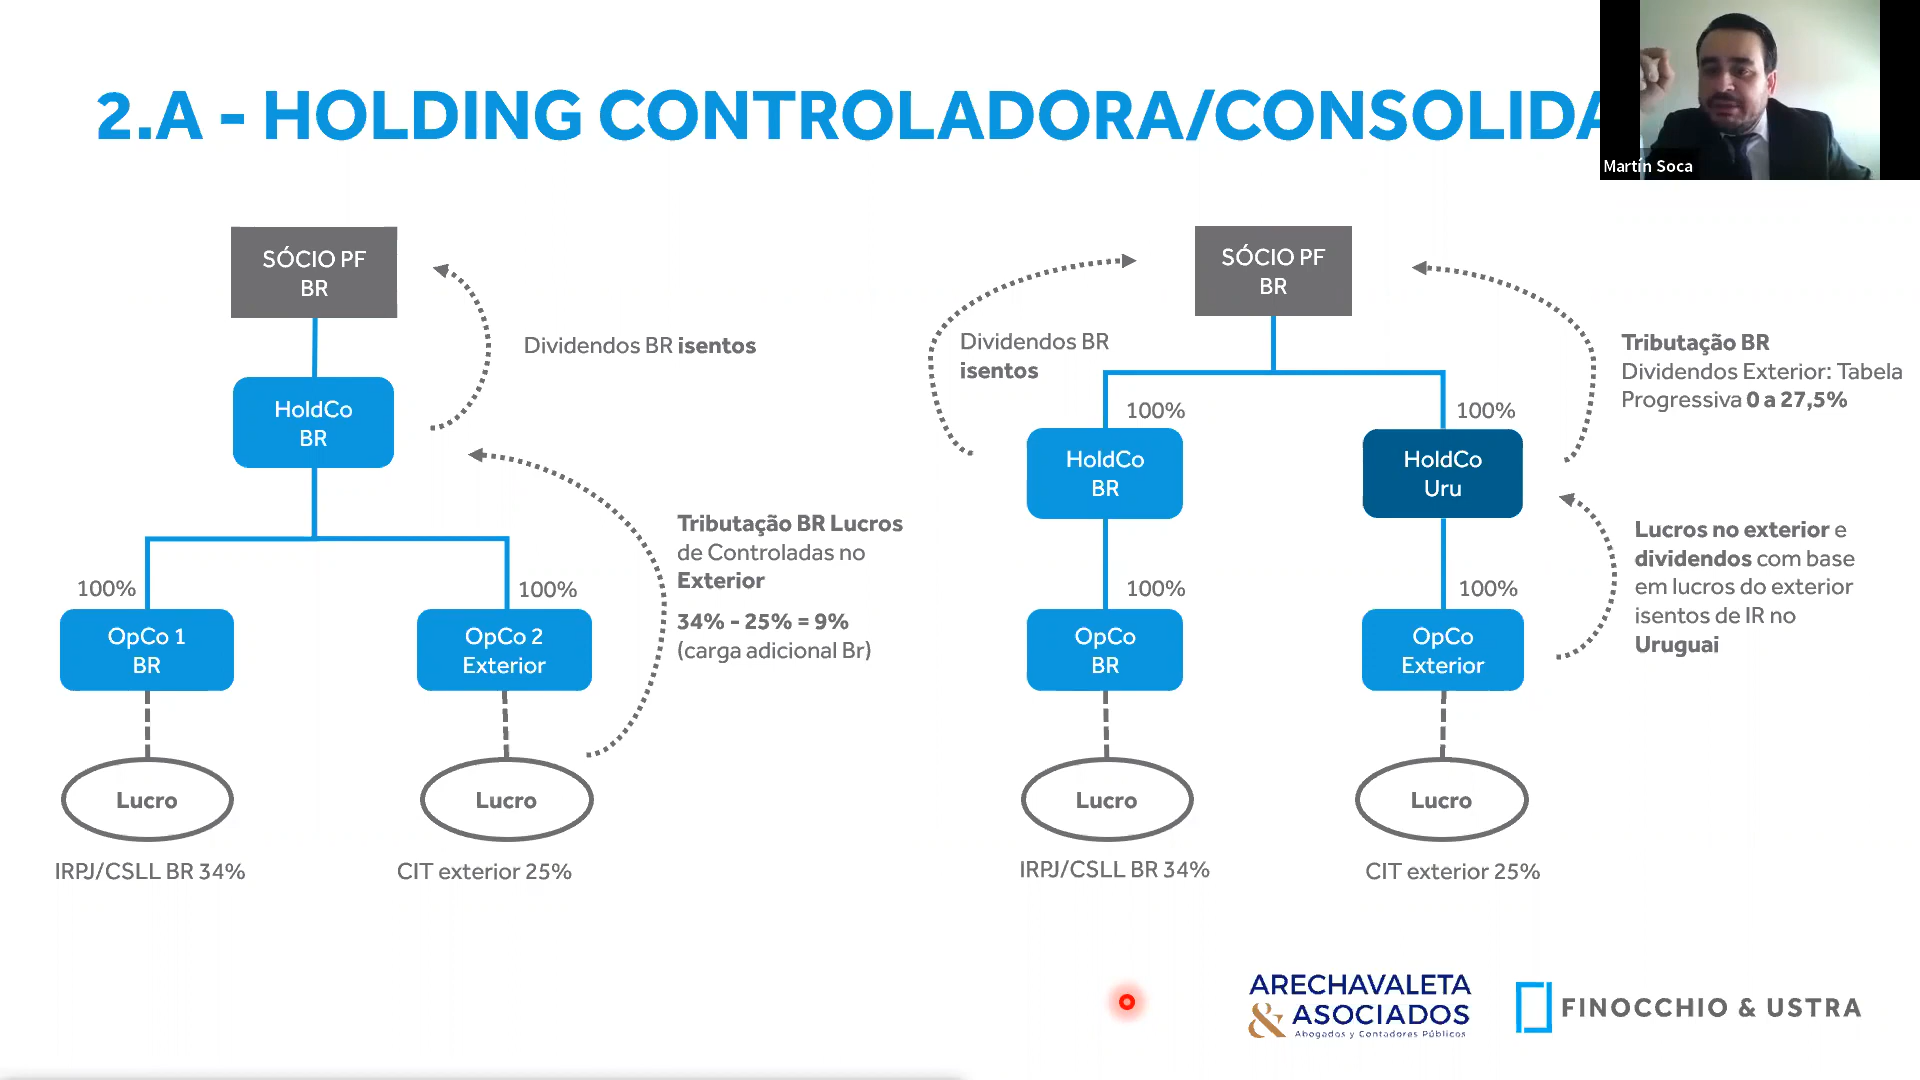 2.A - HOLDING CONTROLADORA/CONSOLIDA
Martín Soca
SÓCIO PF
BR
Dividendos BR isentos
HoldCo
BR
Tributação BR Lucros
de Controladas no
Exterior
34% - 25% = 9%
(carga adicional Br)
100%
100%
OpCo 1
BR
OpCo 2
Exterior
Lucro
Lucro
IRPJ/CSLL BR 34%
CIT exterior 25%
SÓCIO PF
BR
Dividendos BR
isentos
Tributação BR
Dividendos Exterior: Tabela
Progressiva 0 a 27,5%
100%
100%
HoldCo
BR
HoldCo
Uru
Lucros no exterior e
dividendos com base
em lucros do exterior
isentos de IR no
Uruguai
100%
100%
OpCo
BR
OpCo
Exterior
Lucro
Lucro
IRPJ/CSLL BR 34%
CIT exterior 25%
ARECHAVALETA
& ASOCIADOS
Abogados y Contadores Públicos
FINOCCHIO & USTRA